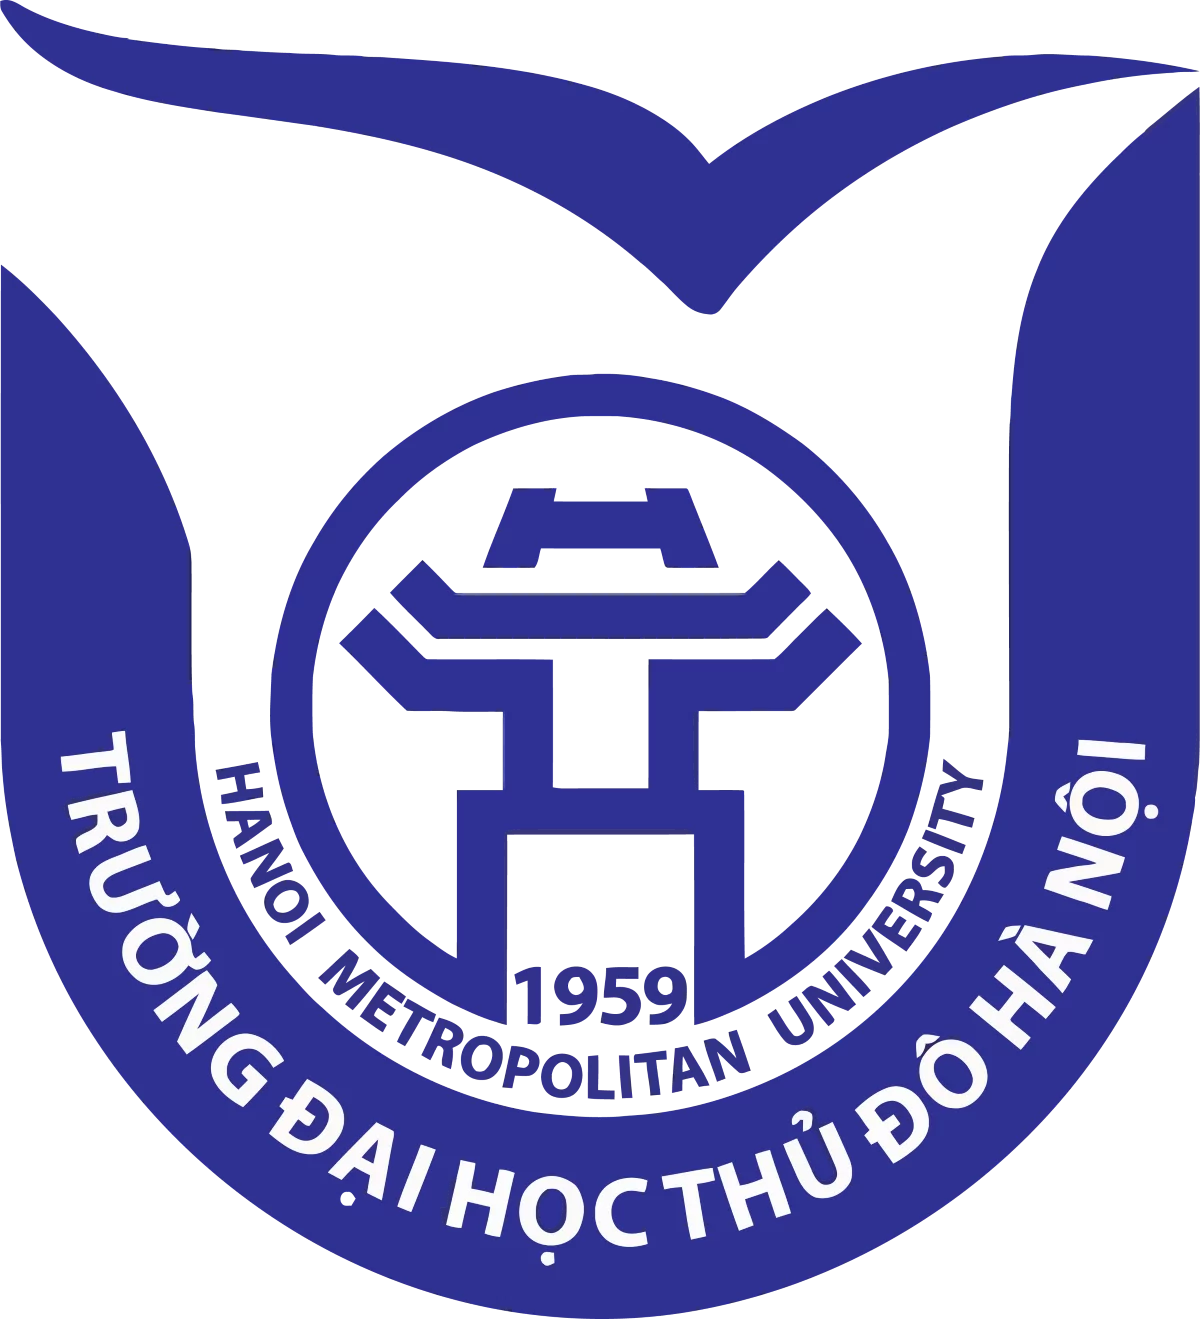 1959
HANOI METROPOLITAN UNIVERSITY
TRƯỜNG ĐẠI HỌC THỦ ĐÔ HÀ NỘI